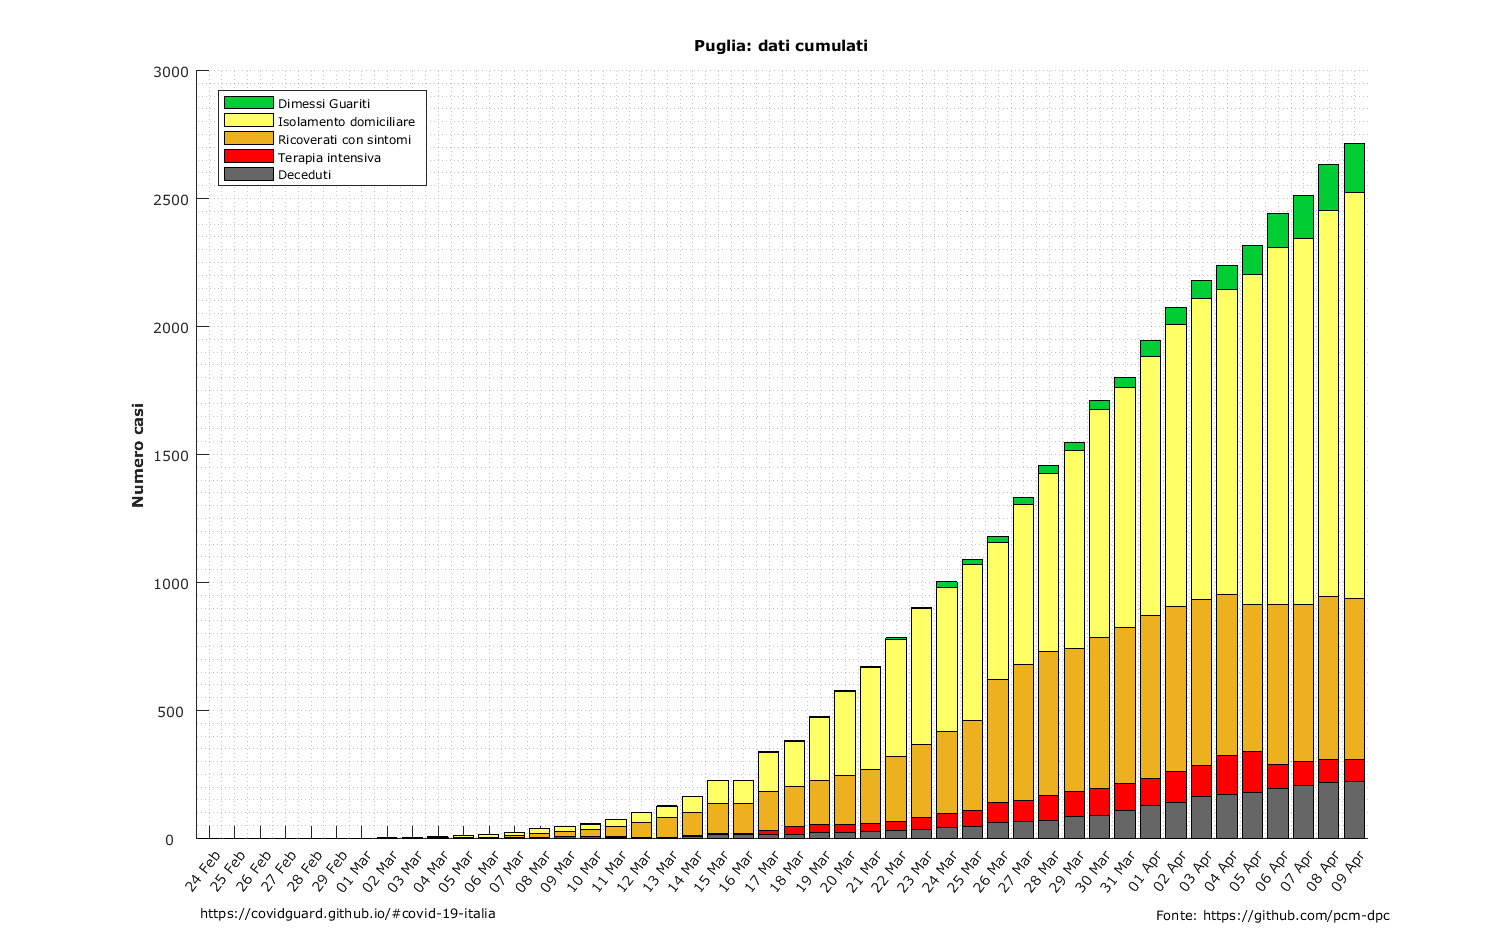 Puglia: dati cumulati
3000
2500
2000
1500
1000
500
0
Numero casi
Dimessi Guariti
Isolamento domiciliare
Ricoverati con sintomi
Terapia intensiva
Deceduti
24 Feb
25 Feb
26 Feb
27 Feb
28 Feb
29 Feb
01 Mar
02 Mar
03 Mar
04 Mar
05 Mar
06 Mar
07 Mar
08 Mar
09 Mar
10 Mar
11 Mar
12 Mar
13 Mar
14 Mar
15 Mar
16 Mar
17 Mar
18 Mar
19 Mar
20 Mar
21 Mar
22 Mar
23 Mar
24 Mar
25 Mar
26 Mar
27 Mar
28 Mar
29 Mar
30 Mar
31 Mar
01 Apr
02 Apr
03 Apr
04 Apr
05 Apr
06 Apr
07 Apr
08 Apr
09 Apr
https://covidguard.github.io/#covid-19-italia
Fonte: https://github.com/pcm-dpc